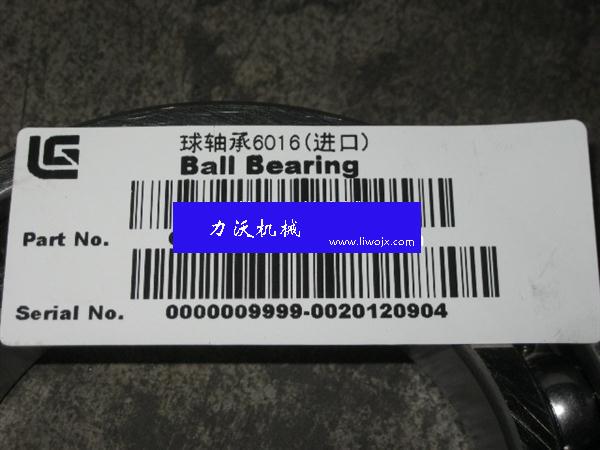 LG
球轴承6016(进口)
Ball Bearing
力沃机械
www.liwojx.com
Part No.
Serial No. 0000009999-0020120904